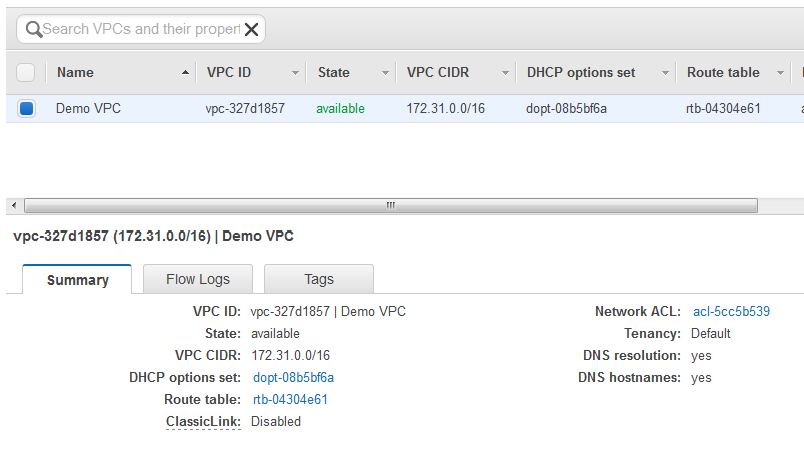 Search VPCs and their propert
Name VPC ID State VPC CIDR DHCP options set Route table
Demo VPC vpc-327d1857 available 172.31.0.0/16 dopt-08b5bf6a rtb-04304e61
vpc-327d1857 (172.31.0.0/16) | Demo VPC
Summary Flow Logs Tags
VPC ID: vpc-327d1857 | Demo VPC Network ACL: acl-5cc5b539
State: available Tenancy: Default
VPC CIDR: 172.31.0.0/16 DNS resolution: yes
DHCP options set: dopt-08b5bf6a DNS hostnames: yes
Route table: rtb-04304e61
ClassicLink: Disabled